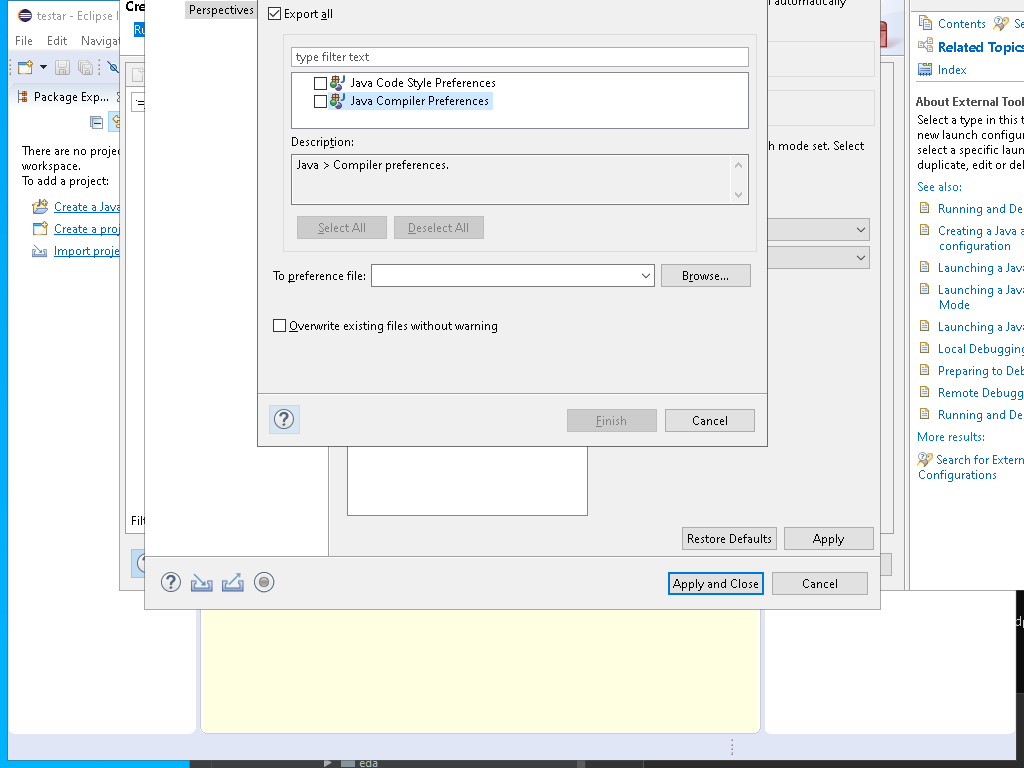 testar - Eclipse I
File Edit Navigat
Package Exp...
There are no proje
workspace.
To add a project:
Create a Java
Create a proj
Import proje
Cre
Ru
Filt
Perspectives
Export all
type filter text
Java Code Style Preferences
Java Compiler Preferences
Description:
Java > Compiler preferences.
Select All Deselect All
To preference file: Browse...
Overwrite existing files without warning
Finish Cancel
automatically
h mode set. Select
Restore Defaults Apply
Apply and Close Cancel
Contents Se
Related Topics
Index
About External Tool
Select a type in this t
new launch configur
select a specific laun
duplicate, edit or del
See also:
Running and De
Creating a Java a
configuration
Launching a Java
Launching a Java
Mode
Launching a Java
Local Debugging
Preparing to Deb
Remote Debugg
Running and De
More results:
Search for Extern
Configurations
eda